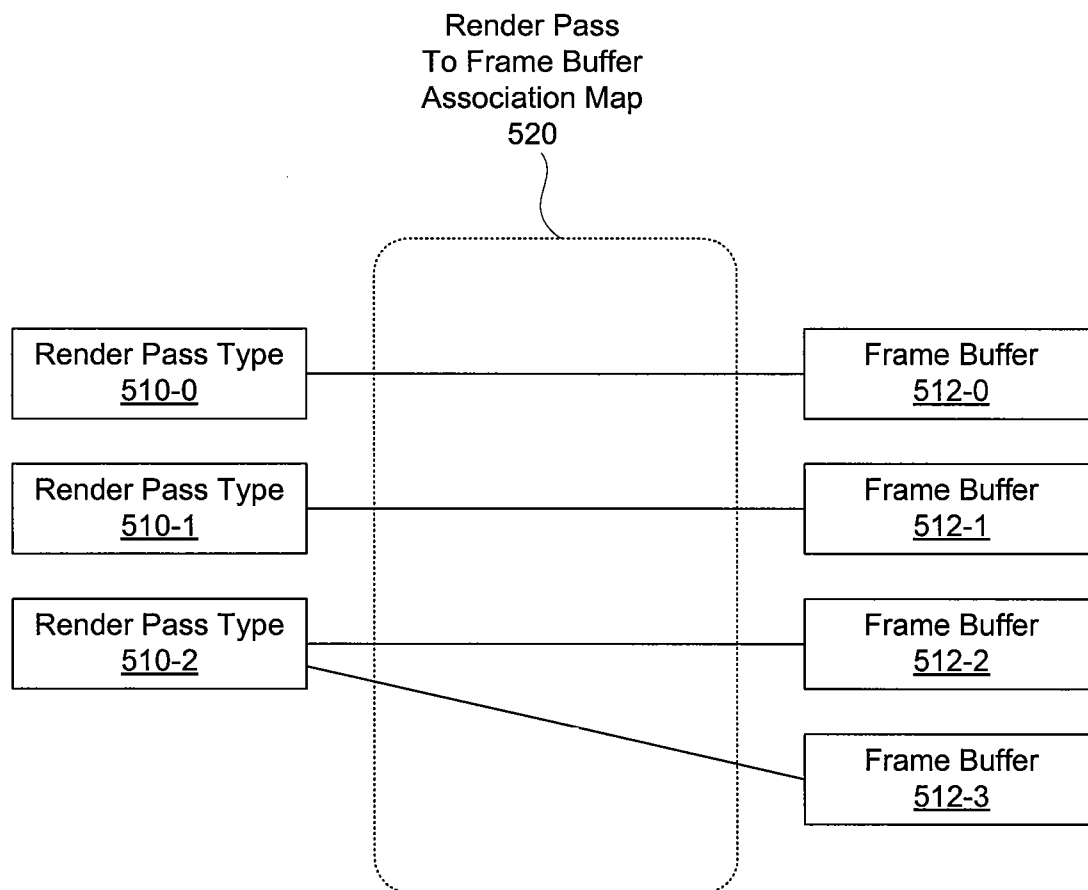 Render Pass
To Frame Buffer
Association Map
520
Render Pass Type
510-0
Frame Buffer
512-0
Render Pass Type
510-1
Frame Buffer
512-1
Render Pass Type
510-2
Frame Buffer
512-2
Frame Buffer
512-3